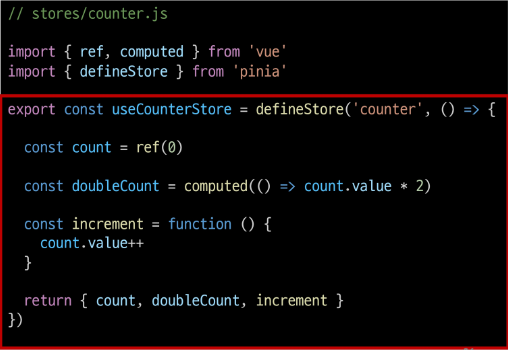 // stores/counter.js
import { ref, computed } from 'vue'
import { defineStore } from 'pinia'
export const useCounterStore = defineStore('counter', () => {
const count = ref(0)
const doubleCount = computed(() => count.value * 2)
const increment = function () {
count.value++
}
return { count, doubleCount, increment }
})